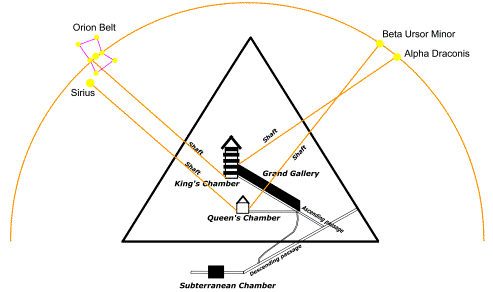 Orion Belt
Beta Ursor Minor
Alpha Draconis
Sirius
Shaft
Shaft
Shaft
Shaft
King's Chamber
Grand Gallery
Queen's Chamber
Ascending passage
Descending passage
Subterranean Chamber